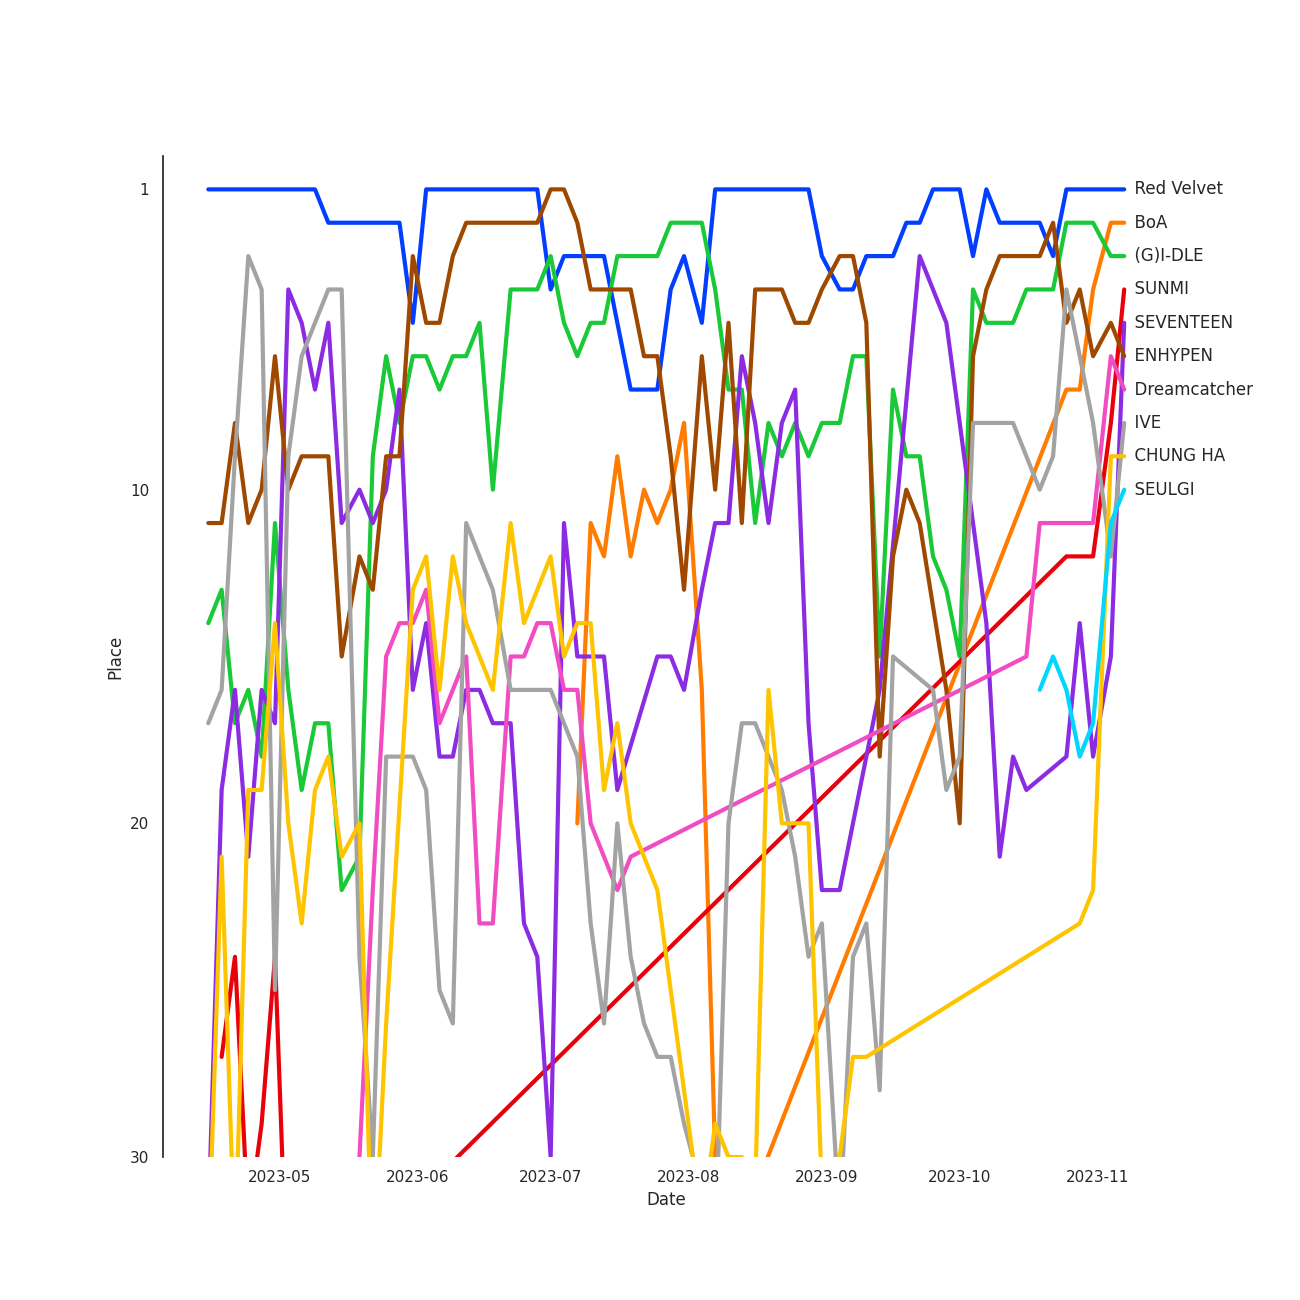 1
10
20
30
Place
2023-05
2023-06
2023-07
2023-08
2023-09
2023-10
2023-11
Date
Red Velvet
BoA
(G)I-DLE
SUNMI
SEVENTEEN
ENHYPEN
Dreamcatcher
IVE
CHUNG HA
SEULGI